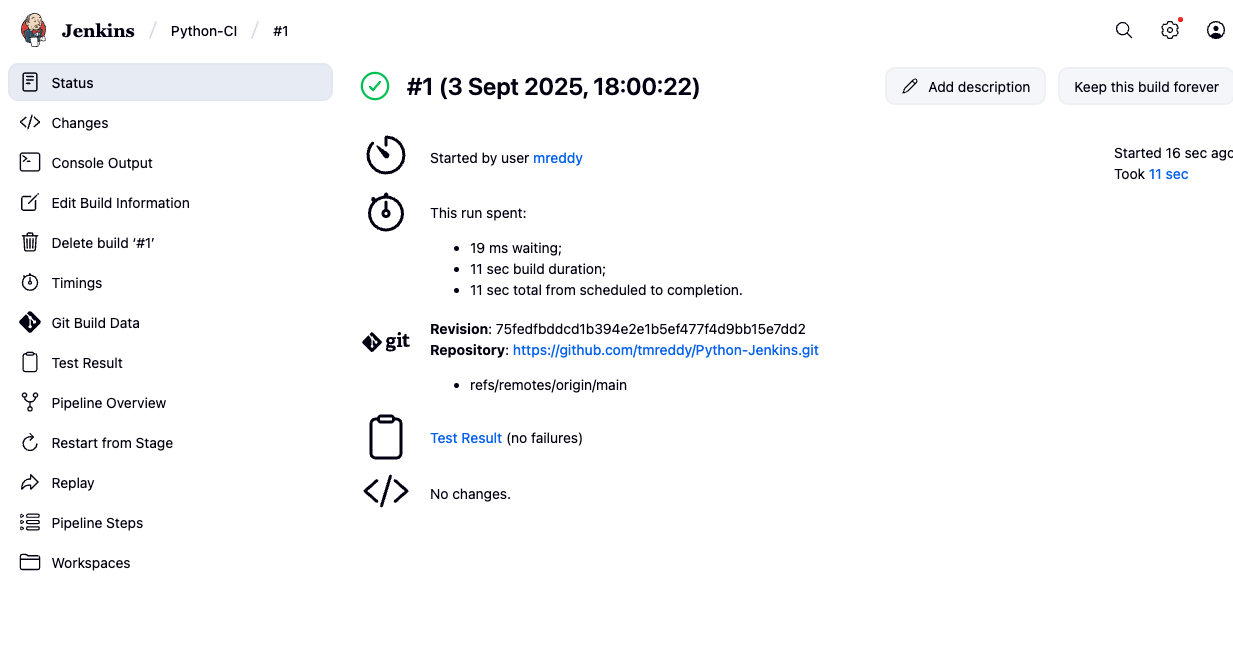 Jenkins / Python-CI / #1
Status
Changes
Console Output
Edit Build Information
Delete build ‘#1’
Timings
Git Build Data
Test Result
Pipeline Overview
Restart from Stage
Replay
Pipeline Steps
Workspaces
#1 (3 Sept 2025, 18:00:22)
Add description
Keep this build forever
Started by user mreddy
Started 16 sec ago
Took 11 sec
This run spent:
• 19 ms waiting;
• 11 sec build duration;
• 11 sec total from scheduled to completion.
git
Revision: 75fedfbddcd1b394e2e1b5ef477f4d9bb15e7dd2
Repository: https://github.com/tmreddy/Python-Jenkins.git
• refs/remotes/origin/main
Test Result (no failures)
No changes.